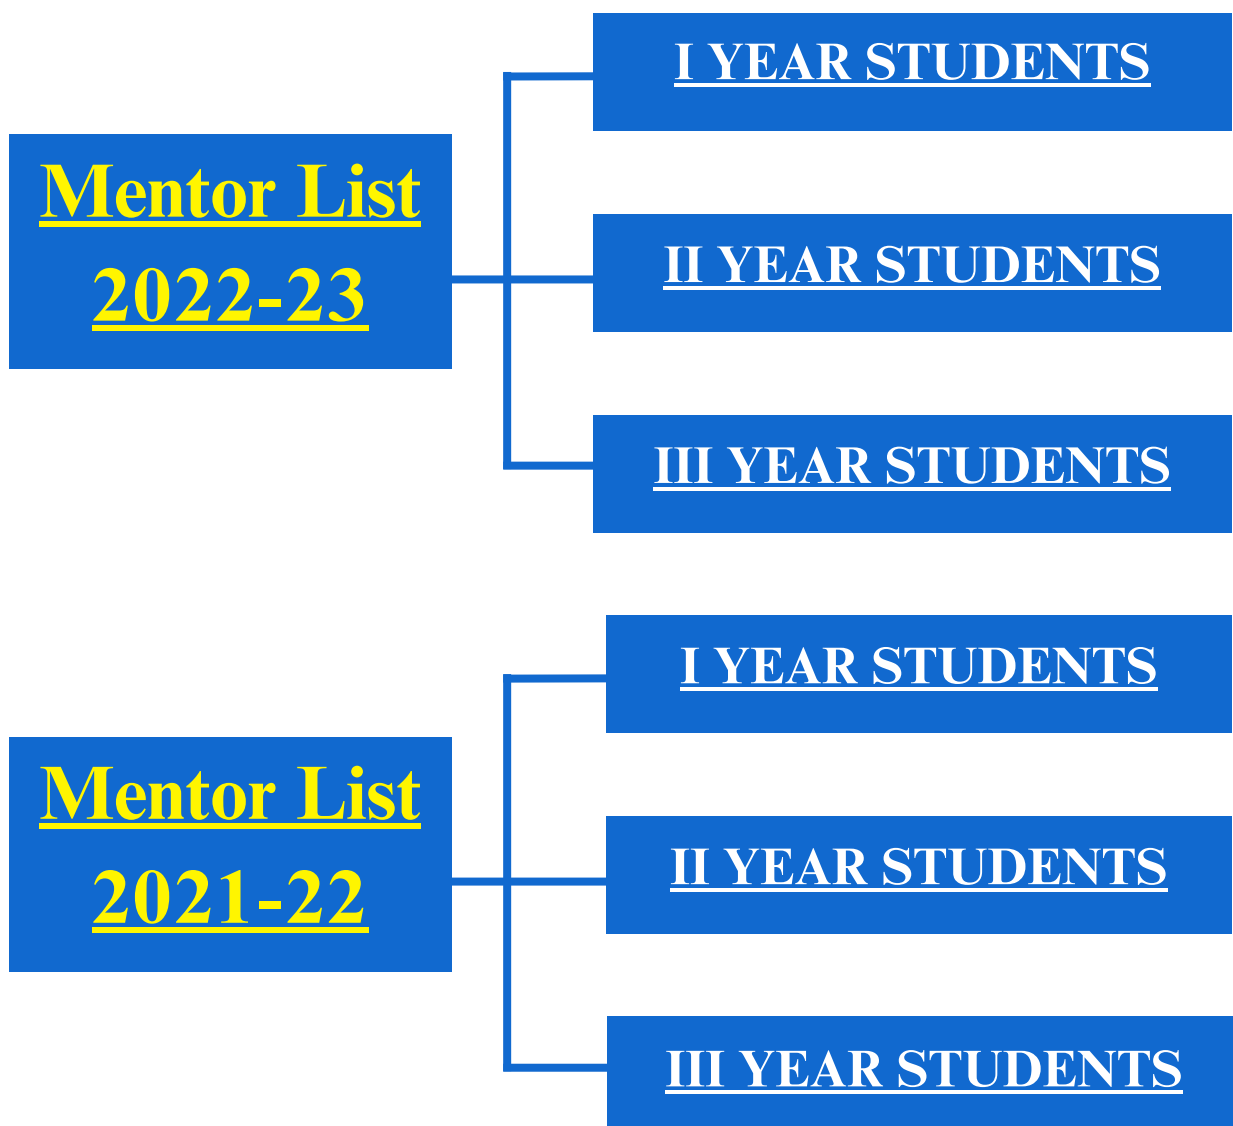 Mentor List
2022-23
I YEAR STUDENTS
II YEAR STUDENTS
III YEAR STUDENTS
Mentor List
2021-22
I YEAR STUDENTS
II YEAR STUDENTS
III YEAR STUDENTS